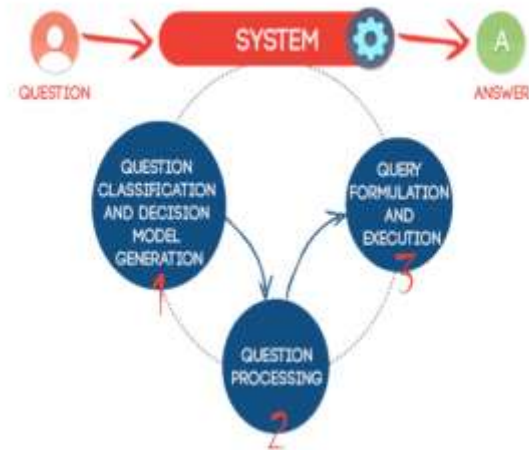 SYSTEM
A
QUESTION
ANSWER
QUESTION
CLASSIFICATION
AND DECISION
MODEL
GENERATION
1
QUERY
FORMULATION
AND
EXECUTION
3
QUESTION
PROCESSING
2